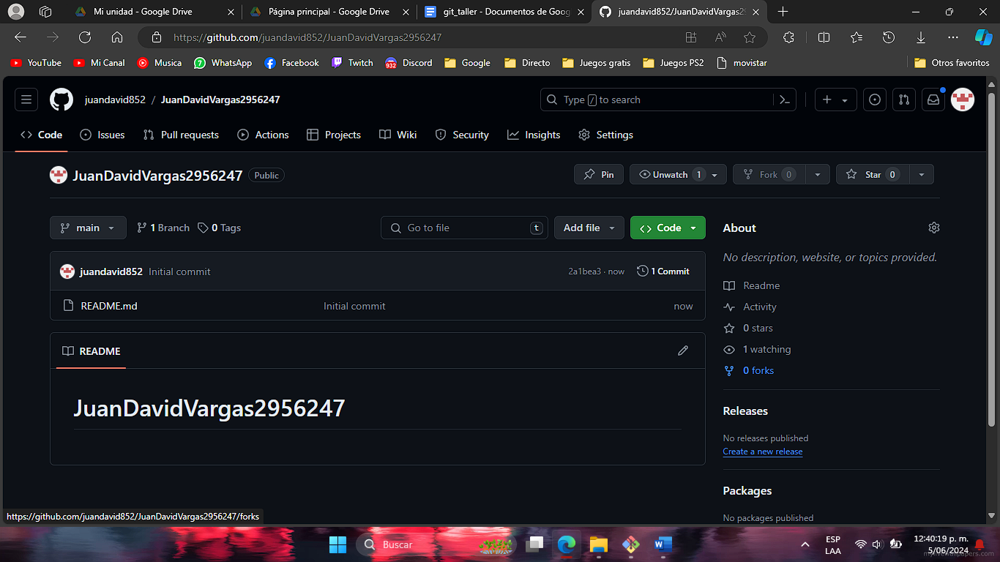 Mi unidad - Google Drive
Página principal - Google Drive
git_taller - Documentos de Goog
juandavid852/JuanDavidVargas29
https://github.com/juandavid852/JuanDavidVargas2956247
YouTube
Mi Canal
Musica
7 WhatsApp
Facebook
Twitch
932 Discord
Google
Directo
Juegos gratis
Juegos PS2
movistar
Otros favoritos
juandavid852 / JuanDavidVargas2956247
Type / to search
Code
Issues
Pull requests
Actions
Projects
Wiki
Security
Insights
Settings
JuanDavidVargas2956247 Public
Pin
Unwatch 1
Fork 0
Star 0
main
1 Branch
0 Tags
Go to file t
Add file
Code
juandavid852 Initial commit 2a1bea3 · now 1 Commit
README.md Initial commit now
README
JuanDavidVargas2956247
About
No description, website, or topics provided.
Readme
Activity
0 stars
1 watching
0 forks
Releases
No releases published
Create a new release
Packages
No packages published
https://github.com/juandavid852/JuanDavidVargas2956247/forks
Buscar
ESP
LAA
12:40:19 p. m.
5/06/2024